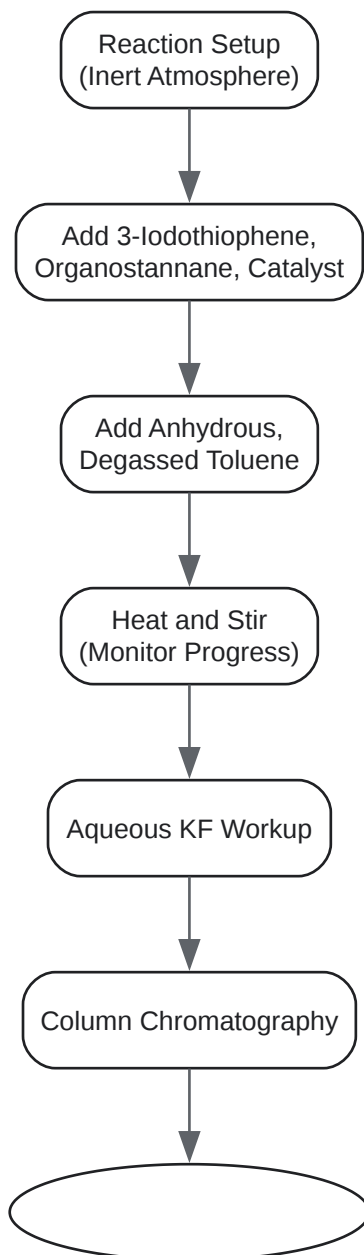 Reaction Setup
(Inert Atmosphere)
Add 3-Iodothiophene,
Organostannane, Catalyst
Add Anhydrous,
Degassed Toluene
Heat and Stir
(Monitor Progress)
Aqueous KF Workup
Column Chromatography